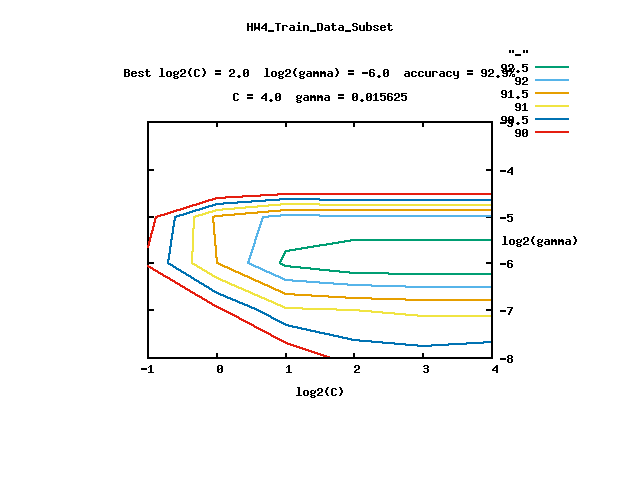 HW4_Train_Data_Subset
"-"
Best log2(C) = 2.0 log2(gamma) = -6.0 accuracy = 92.9%
C = 4.0 gamma = 0.015625
92.5
92
91.5
91
90.5
90
-3
-4
-5
log2(gamma)
-6
-7
-8
-1 0 1 2 3 4
log2(C)